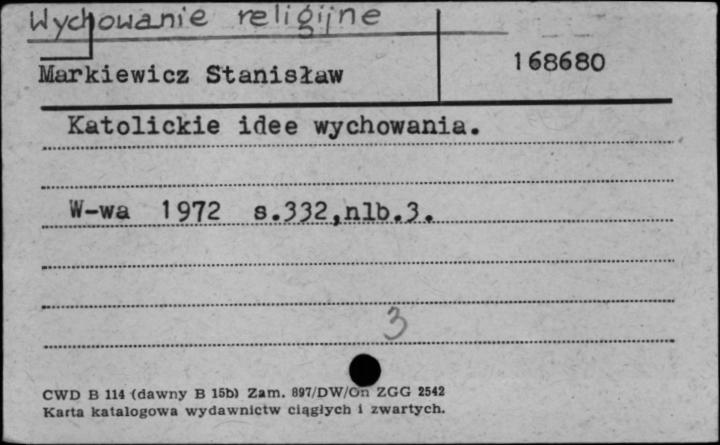 Wychowanie religijne
Markiewicz Stanisław
168680
Katolickie idee wychowania.
W-wa 1972 s.332,nlb.3.
3
CWD B 114 (dawny B 15b) Zam. 897/DW/On ZGG 2542
Karta katalogowa wydawnictw ciągłych i zwartych.